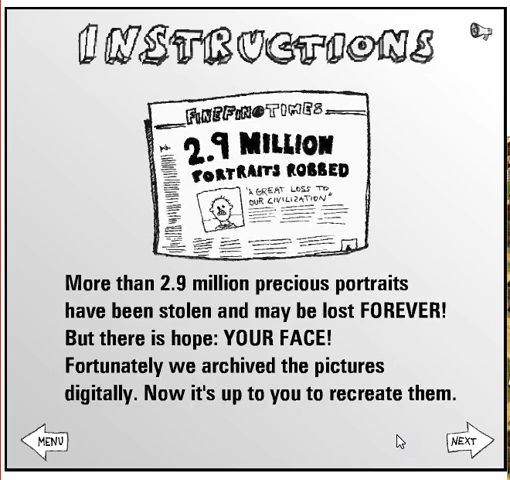 INSTRUCTIONS
FINEFING TIMES
2.9 MILLION
PORTRAITS ROBBED
"A GREAT LOSS TO
OUR CIVILIZATION"
More than 2.9 million precious portraits
have been stolen and may be lost FOREVER!
But there is hope: YOUR FACE!
Fortunately we archived the pictures
digitally. Now it's up to you to recreate them.
MENU
NEXT